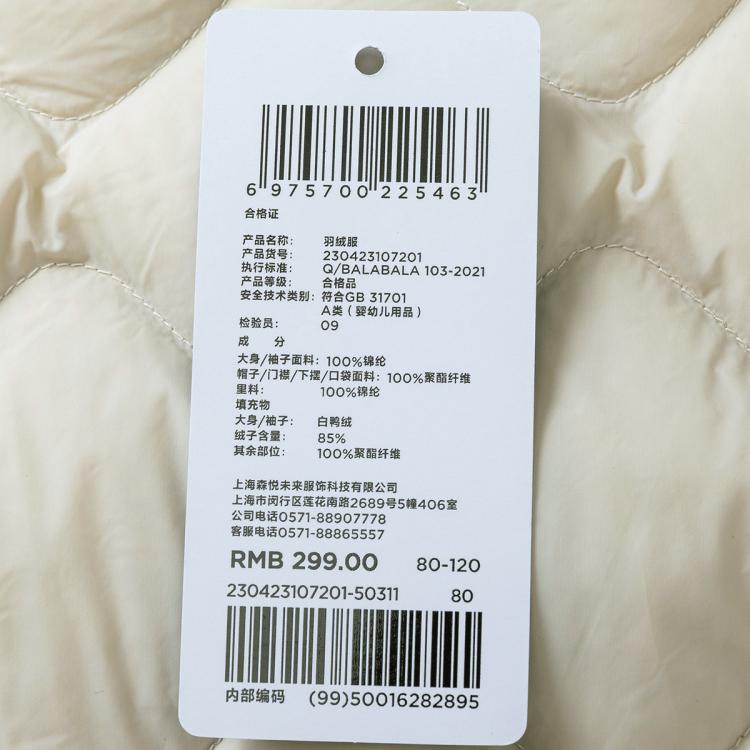 6 975700 225463
合格证
产品名称: 羽绒服
产品货号: 230423107201
执行标准: Q/BALABALA 103-2021
产品等级: 合格品
安全技术类别: 符合GB 31701
A类（婴幼儿用品）
检验员: 09
成 分
大身/袖子面料: 100%锦纶
帽子/门襟/下摆/口袋面料: 100%聚酯纤维
里料: 100%锦纶
填充物
大身/袖子: 白鸭绒
绒子含量: 85%
其余部位: 100%聚酯纤维
上海森悦未来服饰科技有限公司
上海市闵行区莲花南路2689号5幢406室
公司电话0571-88907778
客服电话0571-88865557
RMB 299.00 80-120
230423107201-50311 80
内部编码 (99)50016282895